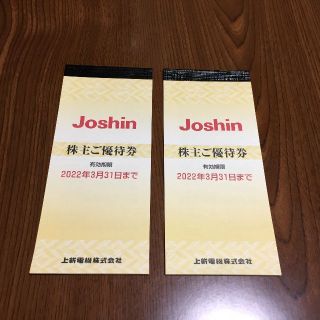 Joshin
株主ご優待券
有効期限
2022年3月31日まで
上新電機株式会社
Joshin
株主ご優待券
有効期限
2022年3月31日まで
上新電機株式会社